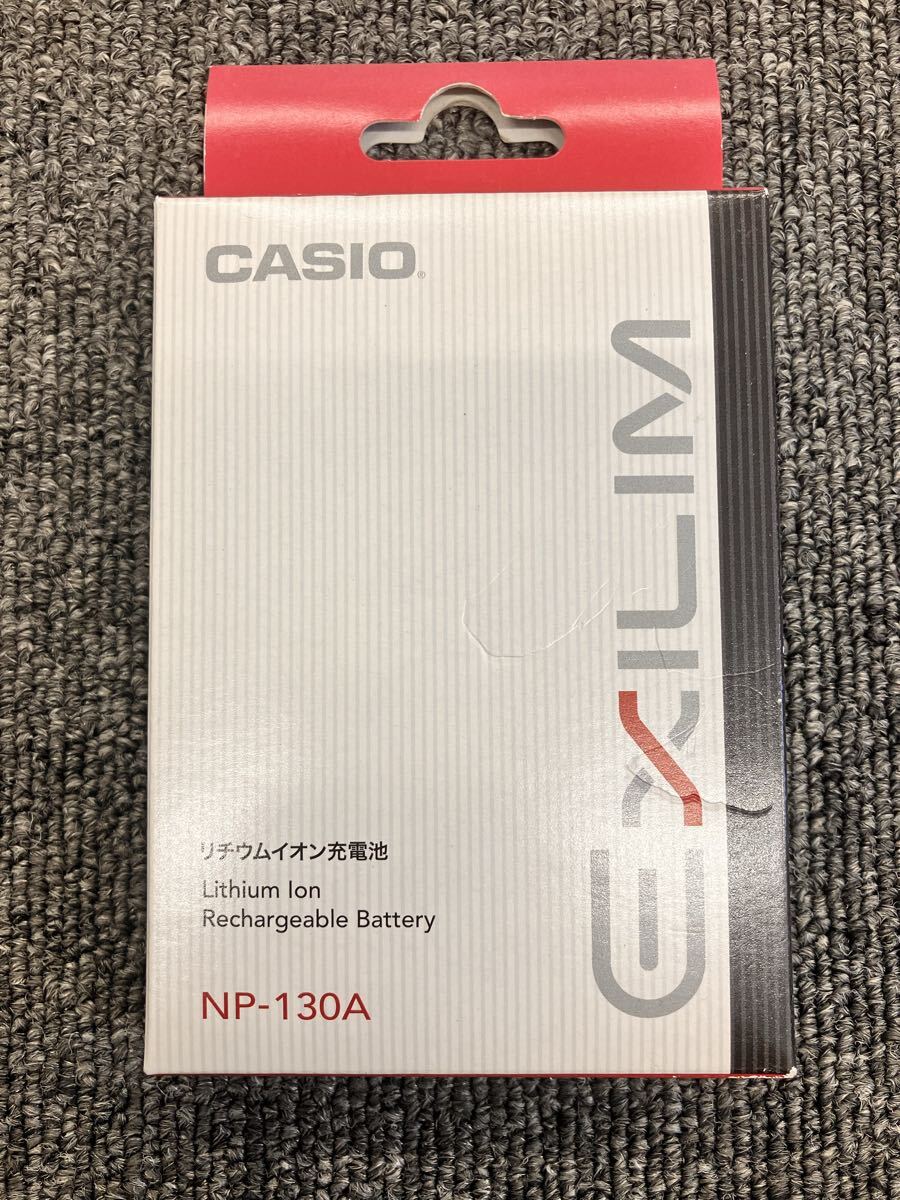 CASIO®
EXILIM
リチウムイオン充電池
Lithium Ion
Rechargeable Battery
NP-130A